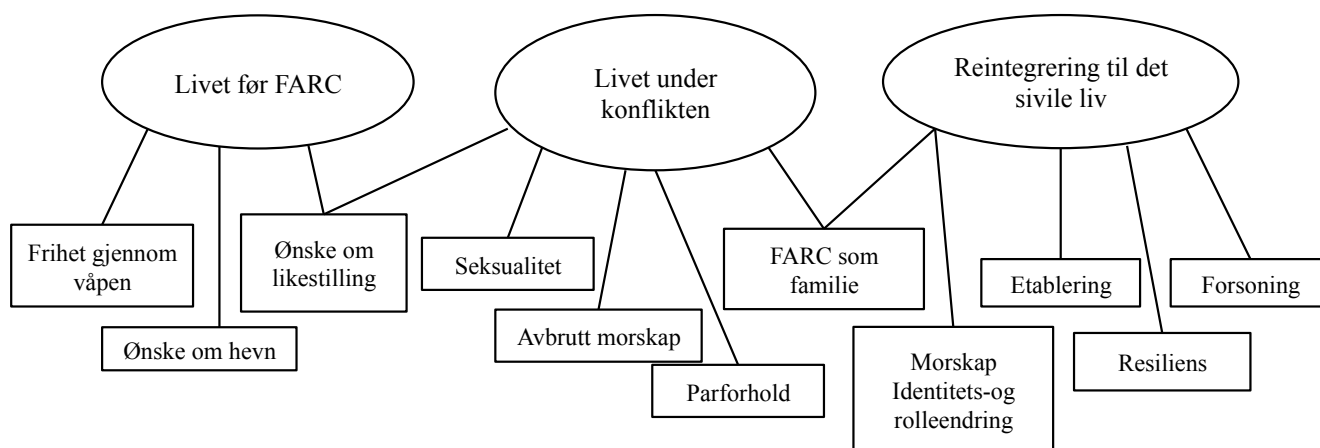 Livet før FARC
Livet under
konflikten
Reintegrering til det
sivile liv
Frihet gjennom
våpen
Ønske om hevn
Ønske om
likestilling
Seksualitet
Avbrutt morskap
Parforhold
FARC som
familie
Morskap
Identitets-og
rolleendring
Etablering
Resiliens
Forsoning